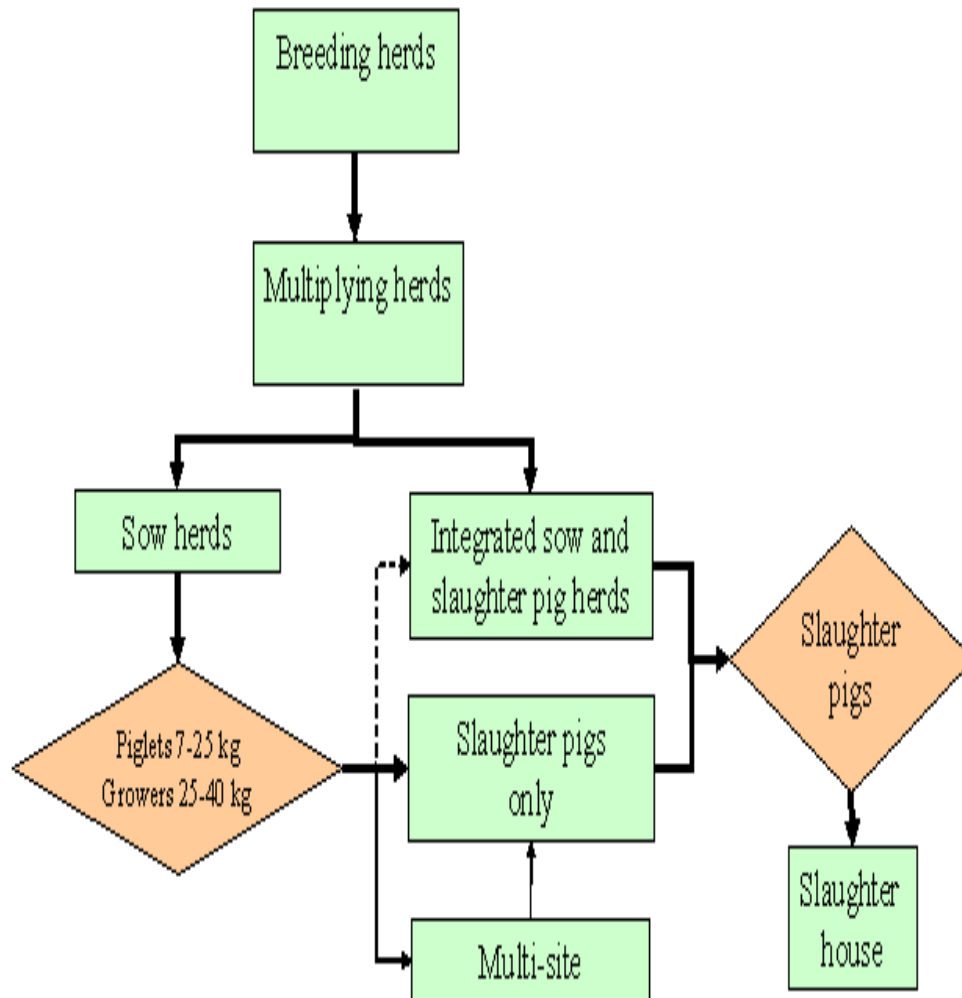 Breeding herds
Multiplying herds
Sow herds
Integrated sow and
slaughter pig herds
Slaughter
pigs
Piglets 7-25 kg
Growers 25-40 kg
Slaughter pigs
only
Slaughter
house
Multi-site